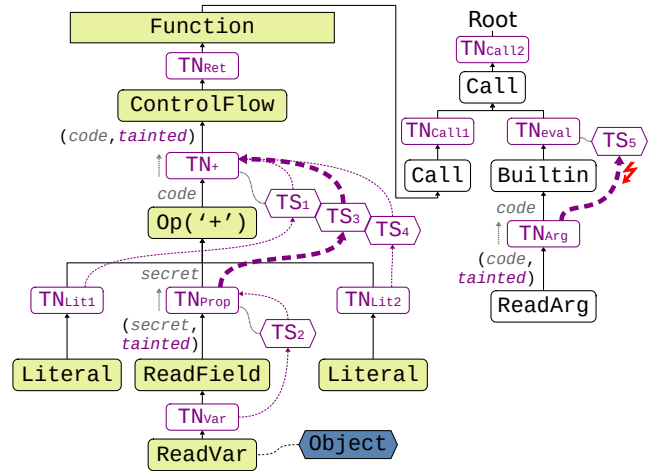 Function
Root
TNCall2
TNRet
Call
ControlFlow
(code,tainted)
TNCall1
TNeval
TS5
TN+
Call
Builtin
code
TS1
TS3
TS4
code
Op('+')
TNArg
(code,
tainted)
secret
TNLit1
TNProp
TNLit2
ReadArg
(secret,
tainted)
TS2
Literal
ReadField
Literal
TNVar
Object
ReadVar